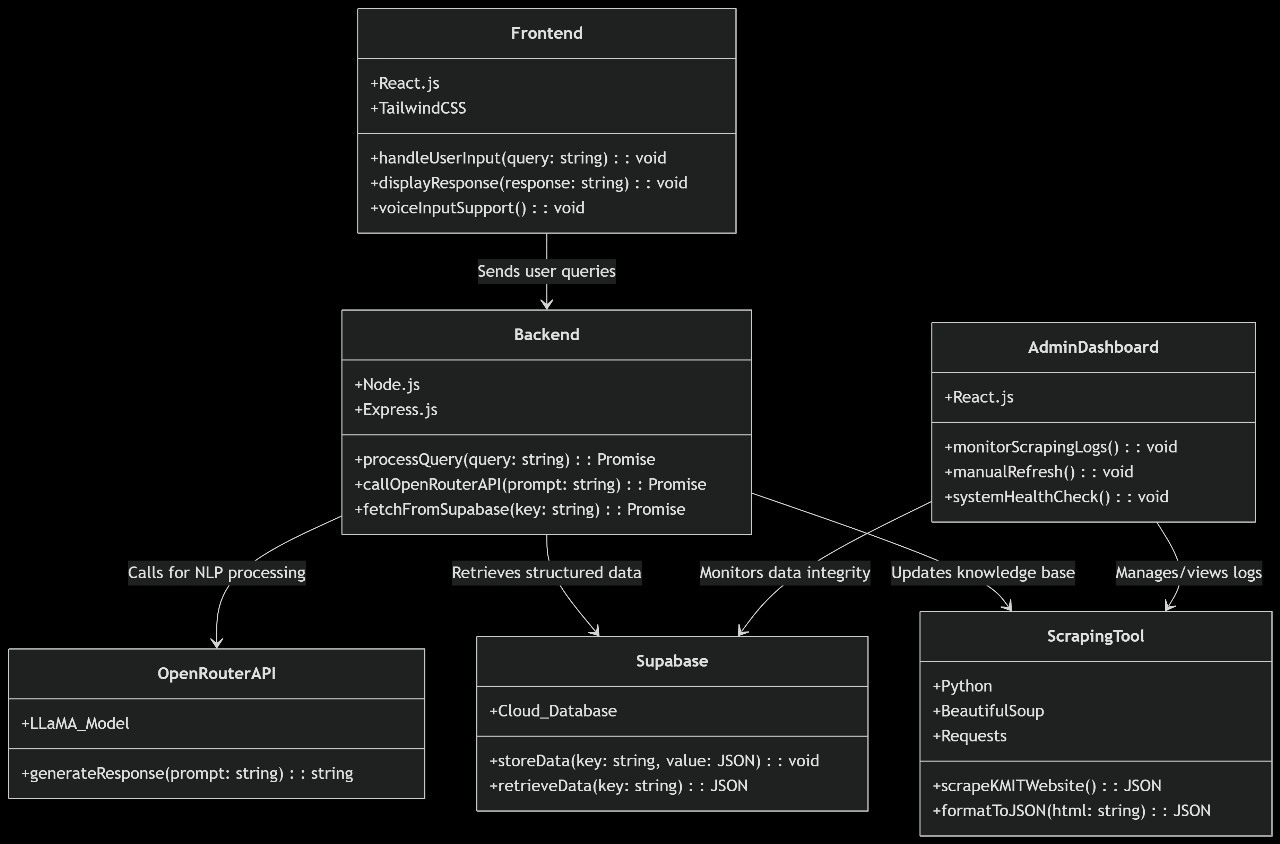 Frontend
+React.js
+TailwindCSS
+handleUserInput(query: string) : : void
+displayResponse(response: string) : : void
+voiceInputSupport() : : void
Sends user queries
Backend
+Node.js
+Express.js
+processQuery(query: string) : : Promise
+callOpenRouterAPI(prompt: string) : : Promise
+fetchFromSupabase(key: string) : : Promise
AdminDashboard
+React.js
+monitorScrapingLogs() : : void
+manualRefresh() : : void
+systemHealthCheck() : : void
Calls for NLP processing
Retrieves structured data
Monitors data integrity
Updates knowledge base
Manages/views logs
OpenRouterAPI
+LLaMA_Model
+generateResponse(prompt: string) : : string
Supabase
+Cloud_Database
+storeData(key: string, value: JSON) : : void
+retrieveData(key: string) : : JSON
ScrapingTool
+Python
+BeautifulSoup
+Requests
+scrapeKMITWebsite() : : JSON
+formatToJSON(html: string) : : JSON